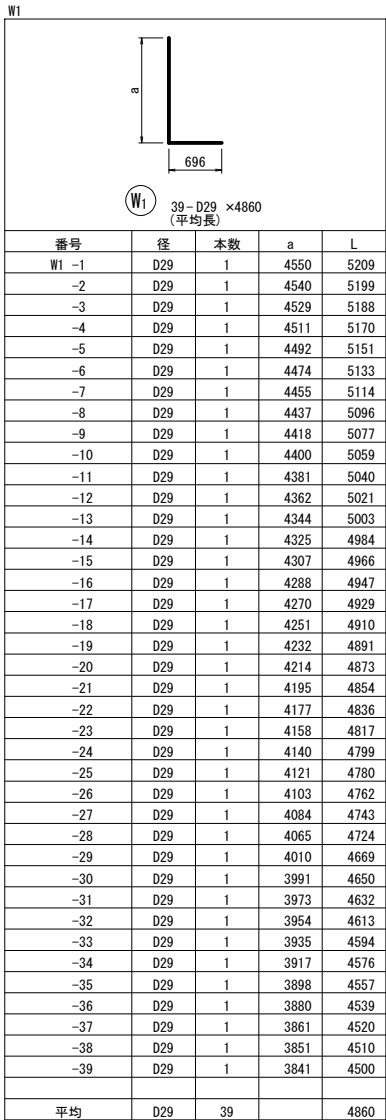 W1
a
696
W1 39-D29 ×4860
(平均長)
番号 径 本数 a L
W1 -1 D29 1 4550 5209
-2 D29 1 4540 5199
-3 D29 1 4529 5188
-4 D29 1 4511 5170
-5 D29 1 4492 5151
-6 D29 1 4474 5133
-7 D29 1 4455 5114
-8 D29 1 4437 5096
-9 D29 1 4418 5077
-10 D29 1 4400 5059
-11 D29 1 4381 5040
-12 D29 1 4362 5021
-13 D29 1 4344 5003
-14 D29 1 4325 4984
-15 D29 1 4307 4966
-16 D29 1 4288 4947
-17 D29 1 4270 4929
-18 D29 1 4251 4910
-19 D29 1 4232 4891
-20 D29 1 4214 4873
-21 D29 1 4195 4854
-22 D29 1 4177 4836
-23 D29 1 4158 4817
-24 D29 1 4140 4799
-25 D29 1 4121 4780
-26 D29 1 4103 4762
-27 D29 1 4084 4743
-28 D29 1 4065 4724
-29 D29 1 4010 4669
-30 D29 1 3991 4650
-31 D29 1 3973 4632
-32 D29 1 3954 4613
-33 D29 1 3935 4594
-34 D29 1 3917 4576
-35 D29 1 3898 4557
-36 D29 1 3880 4539
-37 D29 1 3861 4520
-38 D29 1 3851 4510
-39 D29 1 3841 4500
平均 D29 39 4860